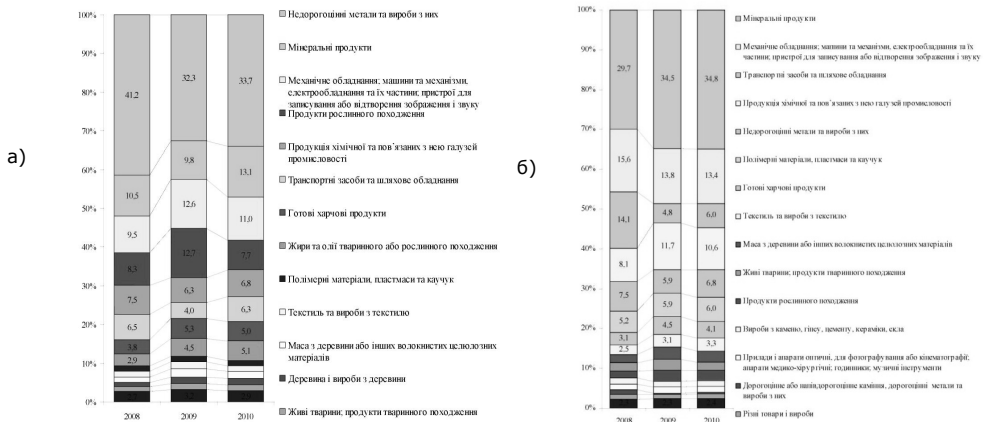 а)
100%
90%
80%
70%
60%
50%
40%
30%
20%
10%
0%
41,2
10,5
9,5
8,3
7,5
6,5
3,8
2,9
32,3
9,8
12,6
12,7
6,3
4,0
5,3
4,5
33,7
13,1
11,0
7,7
6,8
6,3
5,0
5,1
2008
2009
2010
Недорогоцінні метали та вироби з них
Мінеральні продукти
Механічне обладнання; машини та механізми,
електрообладнання та їх частини; пристрої для
записування або відтворення зображення і звуку
Продукти рослинного походження
Продукція хімічної та пов'язаних з нею галузей
промисловості
Транспортні засоби та шляхове обладнання
Готові харчові продукти
Жири та олії тваринного або рослинного походження
Полімерні матеріали, пластмаси та каучук
Текстиль та вироби з текстилю
Маса з деревини або інших волокнистих целюлозних
матеріалів
Деревина і вироби з деревини
Живі тварини; продукти тваринного походження
б)
100%
90%
80%
70%
60%
50%
40%
30%
20%
10%
0%
29,7
15,6
14,1
8,1
7,5
5,2
3,1
2,5
34,5
13,8
4,8
11,7
5,9
5,9
4,5
3,1
34,8
13,4
6,0
10,6
6,8
6,0
4,1
3,3
2008
2009
2010
Мінеральні продукти
Механічне обладнання; машини та механізми, електрообладнання та їх
частини; пристрої для записування або відтворення зображення і звуку
Транспортні засоби та шляхове обладнання
Продукція хімічної та пов'язаних з нею галузей промисловості
Недорогоцінні метали та вироби з них
Полімерні матеріали, пластмаси та каучук
Готові харчові продукти
Текстиль та вироби з текстилю
Маса з деревини або інших волокнистих целюлозних матеріалів
Живі тварини; продукти тваринного походження
Продукти рослинного походження
Вироби з каменю, гіпсу, цементу, кераміки, скла
Прилади і апарати оптичні, для фотографування або кінематографії;
апарати медико-хірургічні; годинники; музичні інструменти
Дорогоцінне або напівдорогоцінне каміння, дорогоцінні метали та
вироби з них
Різні товари і вироби